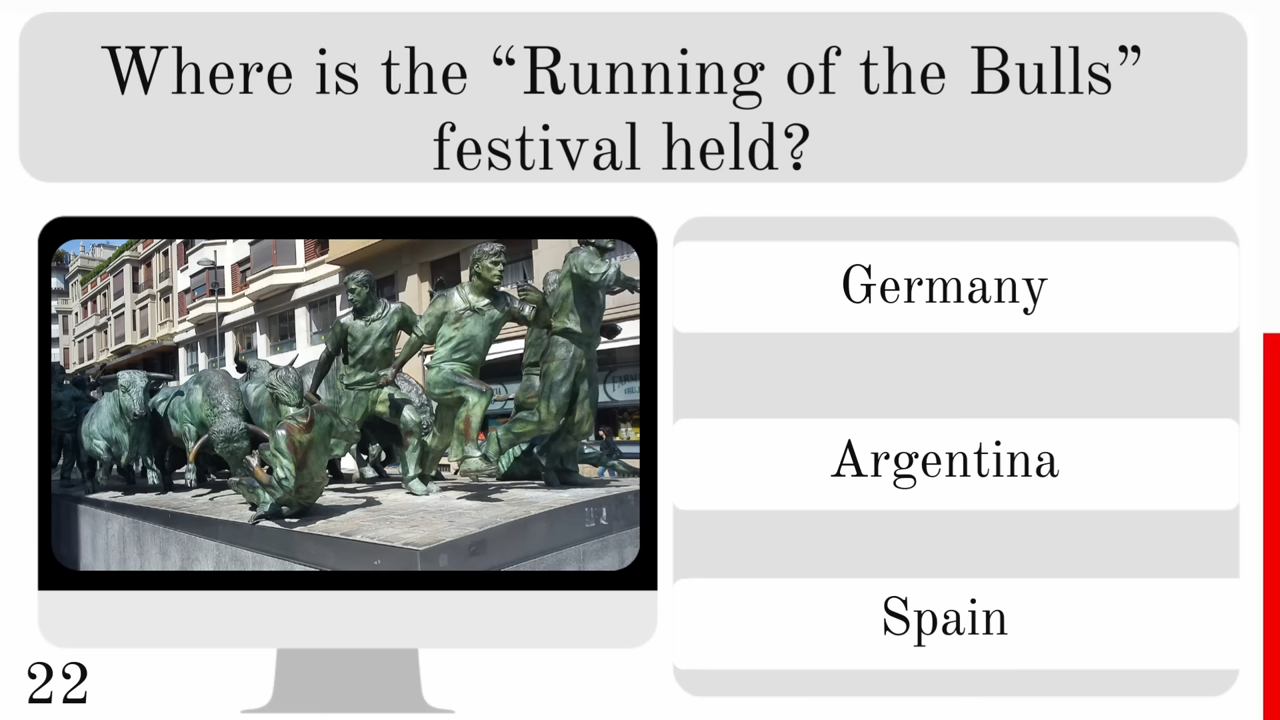 Where is the “Running of the Bulls”
festival held?
Germany
Argentina
Spain
22